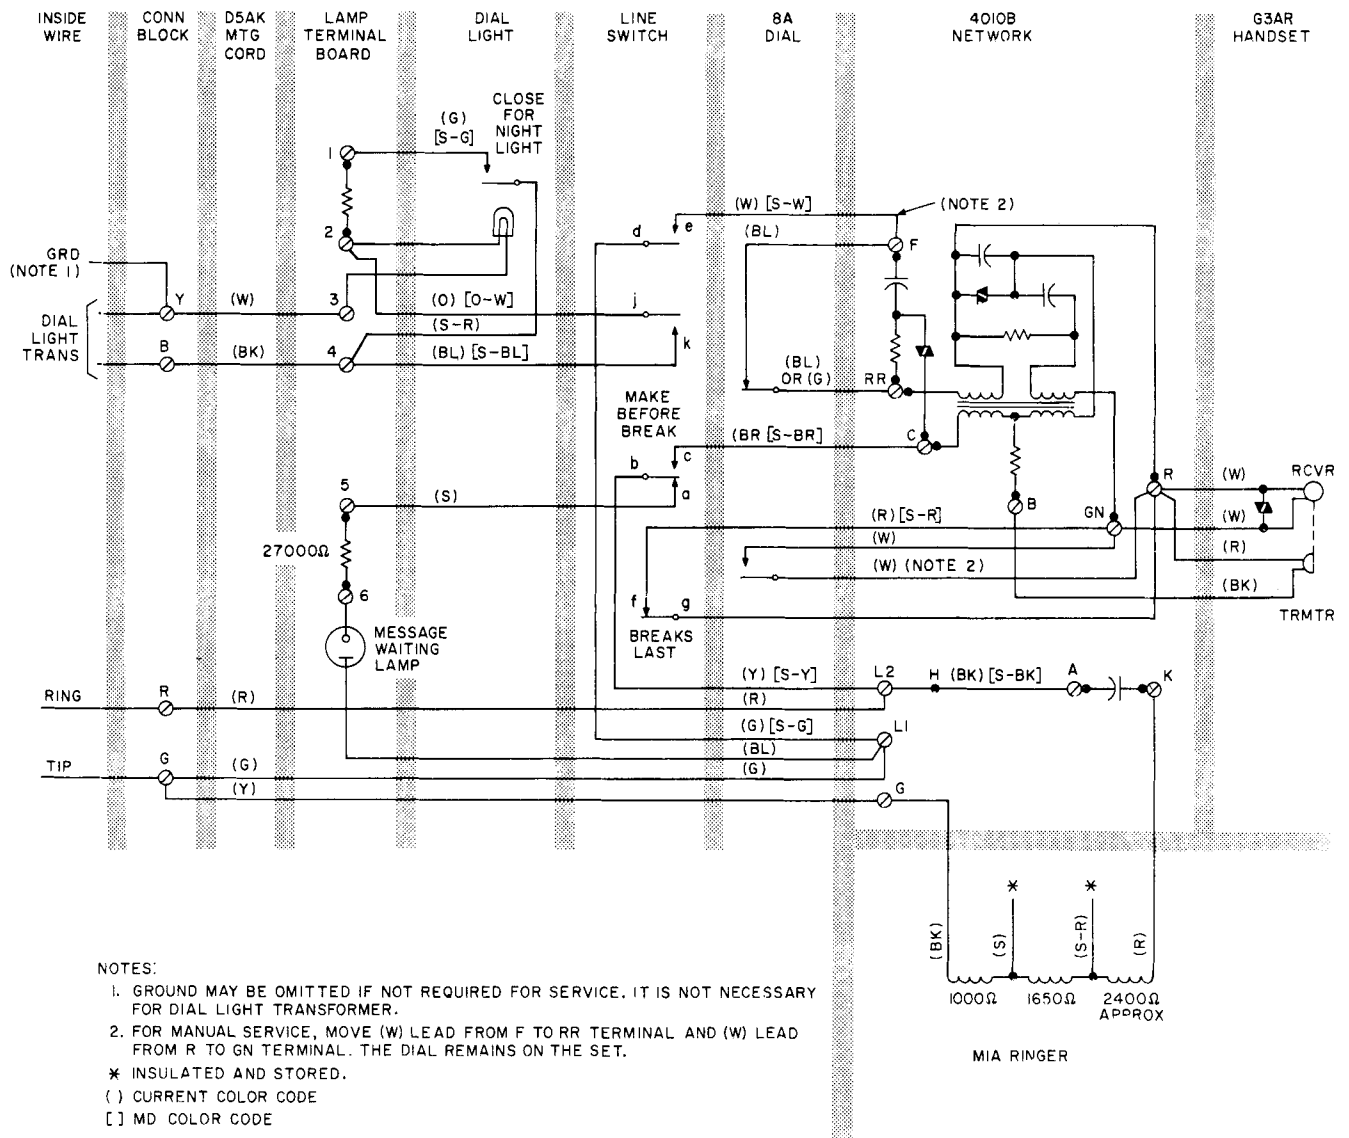 INSIDE
WIRE
CONN
BLOCK
D5AK
MTG
CORD
LAMP
TERMINAL
BOARD
DIAL
LIGHT
LINE
SWITCH
8A
DIAL
4010B
NETWORK
G3AR
HANDSET
CLOSE
FOR
NIGHT
LIGHT
(G)
[S-G]
1
(W) [S-W]
(NOTE 2)
e
d
2
(BL)
F
GRD
(NOTE 1)
Y
(W)
3
(O) [O-W]
j
DIAL
LIGHT
TRANS
(S-R)
k
B
(BK)
4
(BL) [S-BL]
(BL)
OR (G)
RR
MAKE
BEFORE
BREAK
(BR [S-BR]
C
c
b
a
5
(S)
R
(W)
RCVR
B
GN
(R) [S-R]
(W)
(W)
27000Ω
(R)
(W) (NOTE 2)
(BK)
6
f
g
TRMTR
MESSAGE
WAITING
LAMP
BREAKS
LAST
(Y) [S-Y]
L2
H
(BK) [S-BK]
A
K
RING
R
(R)
(R)
(G) [S-G]
L1
(BL)
TIP
G
(G)
(G)
(Y)
G
*
*
(BK)
(S)
(S-R)
(R)
1000Ω
1650Ω
2400Ω
APPROX
MIA RINGER
NOTES:
1. GROUND MAY BE OMITTED IF NOT REQUIRED FOR SERVICE. IT IS NOT NECESSARY
FOR DIAL LIGHT TRANSFORMER.
2. FOR MANUAL SERVICE, MOVE (W) LEAD FROM F TO RR TERMINAL AND (W) LEAD
FROM R TO GN TERMINAL. THE DIAL REMAINS ON THE SET.
* INSULATED AND STORED.
( ) CURRENT COLOR CODE
[ ] MD COLOR CODE